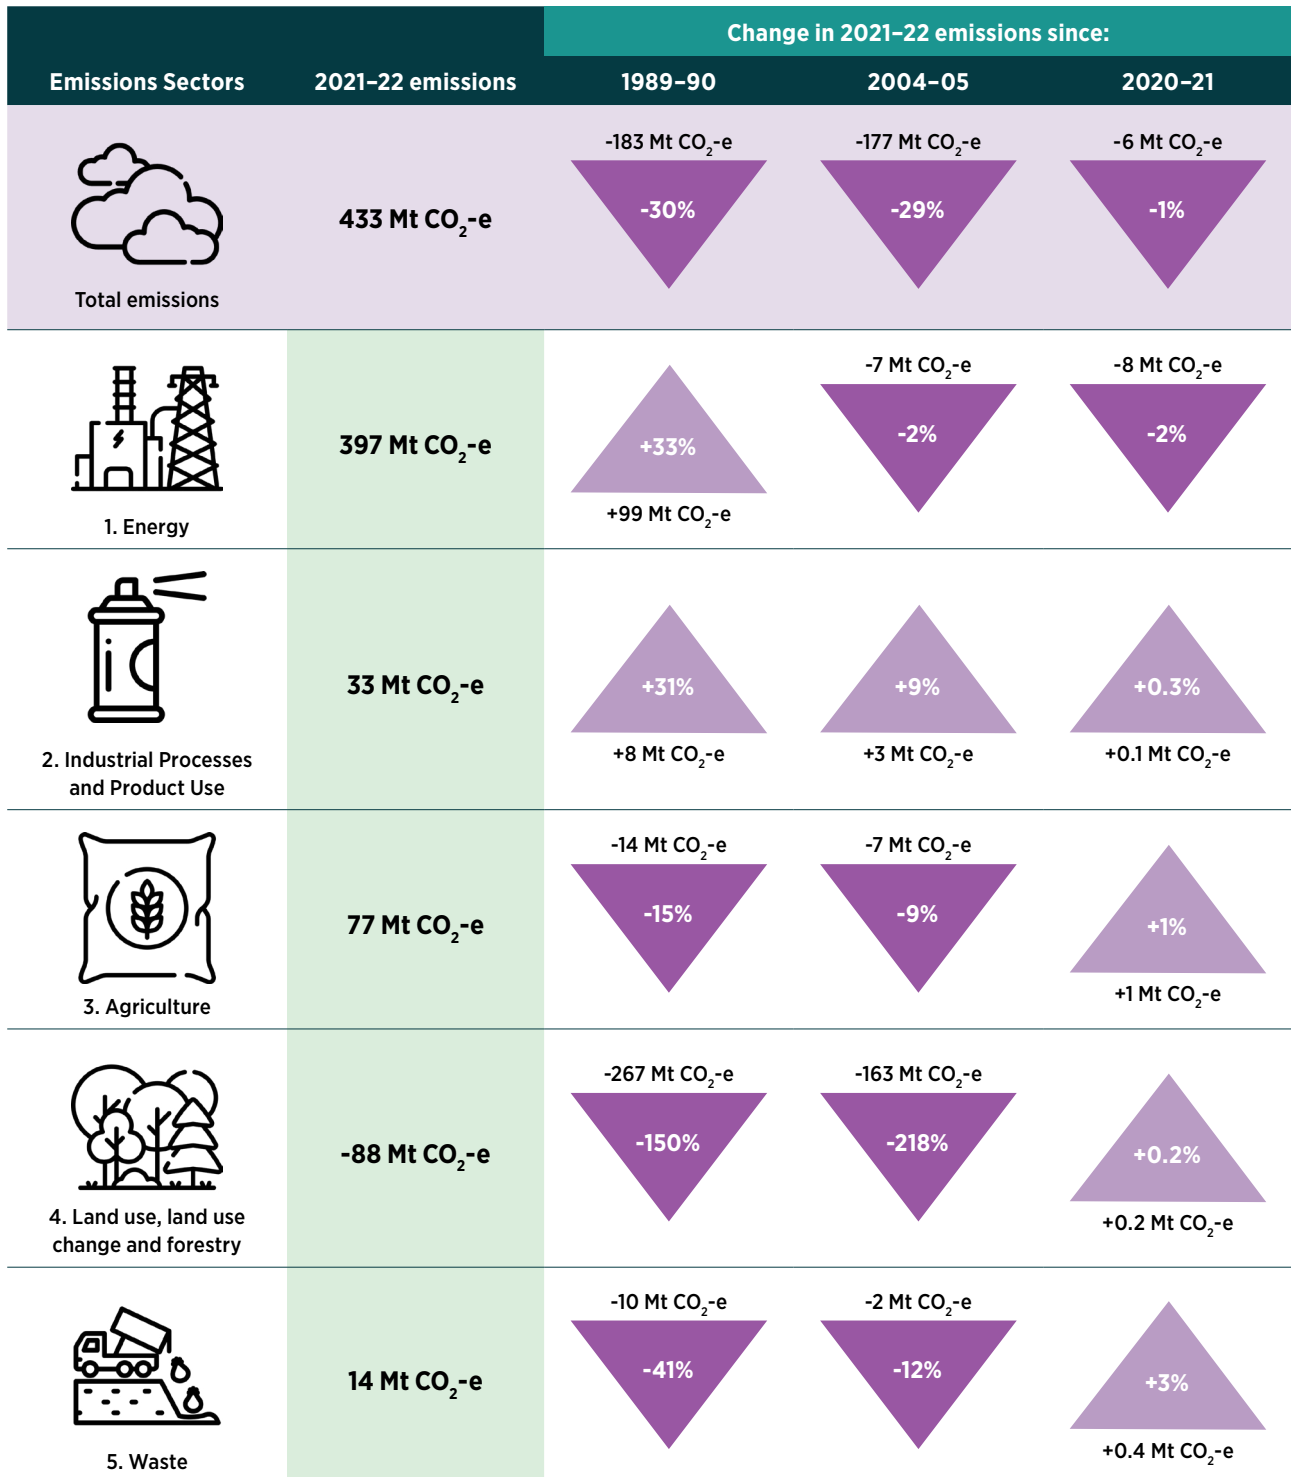 Change in 2021–22 emissions since:
Emissions Sectors 2021–22 emissions 1989–90 2004–05 2020–21
-183 Mt CO₂-e -177 Mt CO₂-e -6 Mt CO₂-e
-30% -29% -1%
433 Mt CO₂-e
Total emissions
-7 Mt CO₂-e -8 Mt CO₂-e
397 Mt CO₂-e +33% -2% -2%
+99 Mt CO₂-e
1. Energy
33 Mt CO₂-e +31% +9% +0.3%
+8 Mt CO₂-e +3 Mt CO₂-e +0.1 Mt CO₂-e
2. Industrial Processes
and Product Use
-14 Mt CO₂-e -7 Mt CO₂-e
77 Mt CO₂-e -15% -9% +1%
+1 Mt CO₂-e
3. Agriculture
-267 Mt CO₂-e -163 Mt CO₂-e
-88 Mt CO₂-e -150% -218% +0.2%
+0.2 Mt CO₂-e
4. Land use, land use
change and forestry
-10 Mt CO₂-e -2 Mt CO₂-e
14 Mt CO₂-e -41% -12% +3%
+0.4 Mt CO₂-e
5. Waste